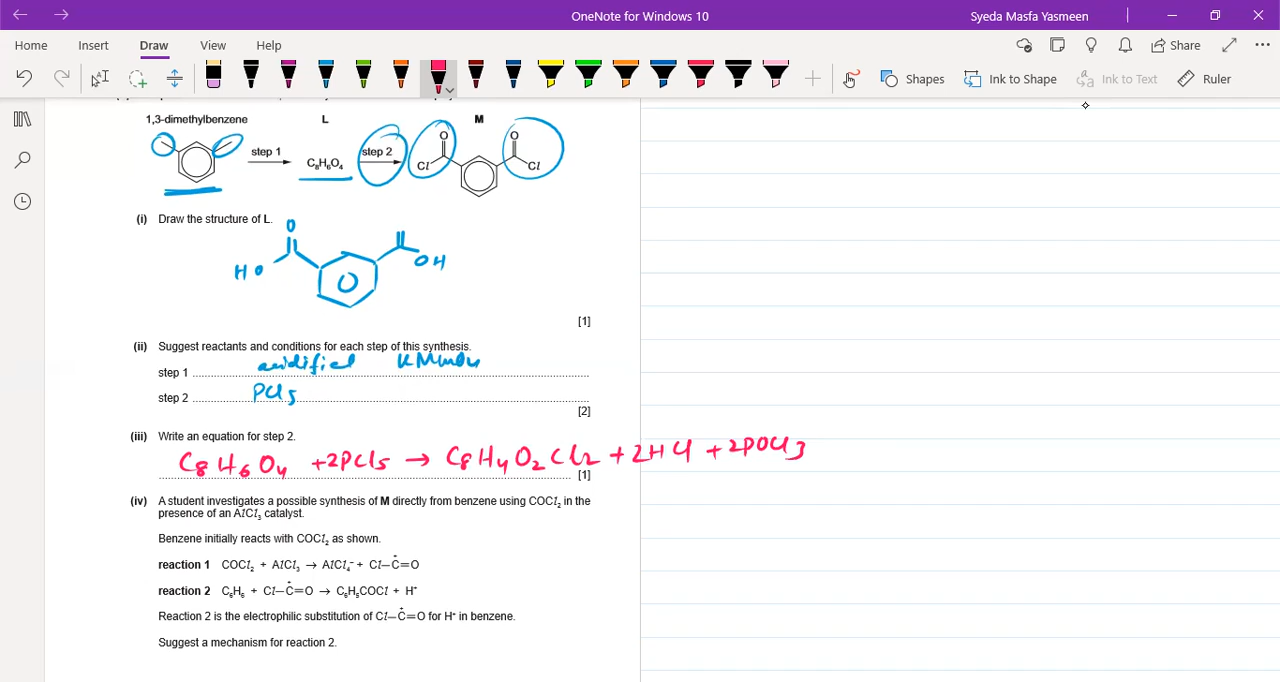 OneNote for Windows 10
Syeda Masfa Yasmeen
Home Insert Draw View Help
Share
Shapes Ink to Shape Ink to Text Ruler
1,3-dimethylbenzene L M
step 1 C₈H₆O₄ step 2
O O
Cl Cl
(i) Draw the structure of L.
O
HO OH
O
[1]
(ii) Suggest reactants and conditions for each step of this synthesis.
step 1 acidified KMnO₄
step 2 PCl₅
[2]
(iii) Write an equation for step 2.
C₈H₆O₄ + 2PCl₅ → C₈H₄O₂Cl₂ + 2HCl + 2POCl₃
[1]
(iv) A student investigates a possible synthesis of M directly from benzene using COCl₂ in the
presence of an AlCl₃ catalyst.
Benzene initially reacts with COCl₂ as shown.
reaction 1 COCl₂ + AlCl₃ → AlCl₄⁻ + Cl–C⁺=O
reaction 2 C₆H₆ + Cl–C⁺=O → C₆H₅COCl + H⁺
Reaction 2 is the electrophilic substitution of Cl–C⁺=O for H⁺ in benzene.
Suggest a mechanism for reaction 2.